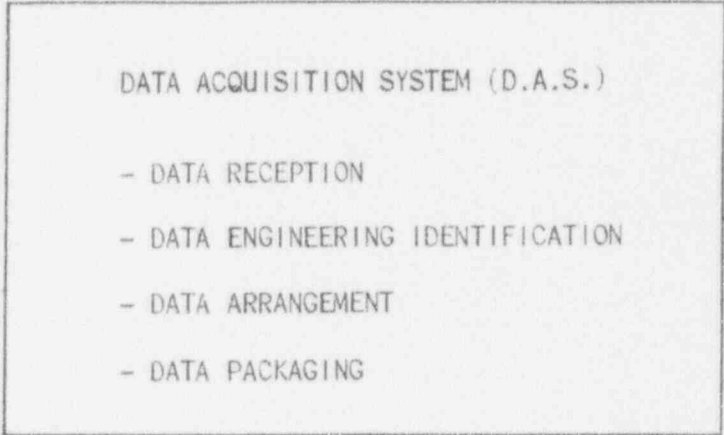 DATA ACQUISITION SYSTEM (D.A.S.)
- DATA RECEPTION
- DATA ENGINEERING IDENTIFICATION
- DATA ARRANGEMENT
- DATA PACKAGING